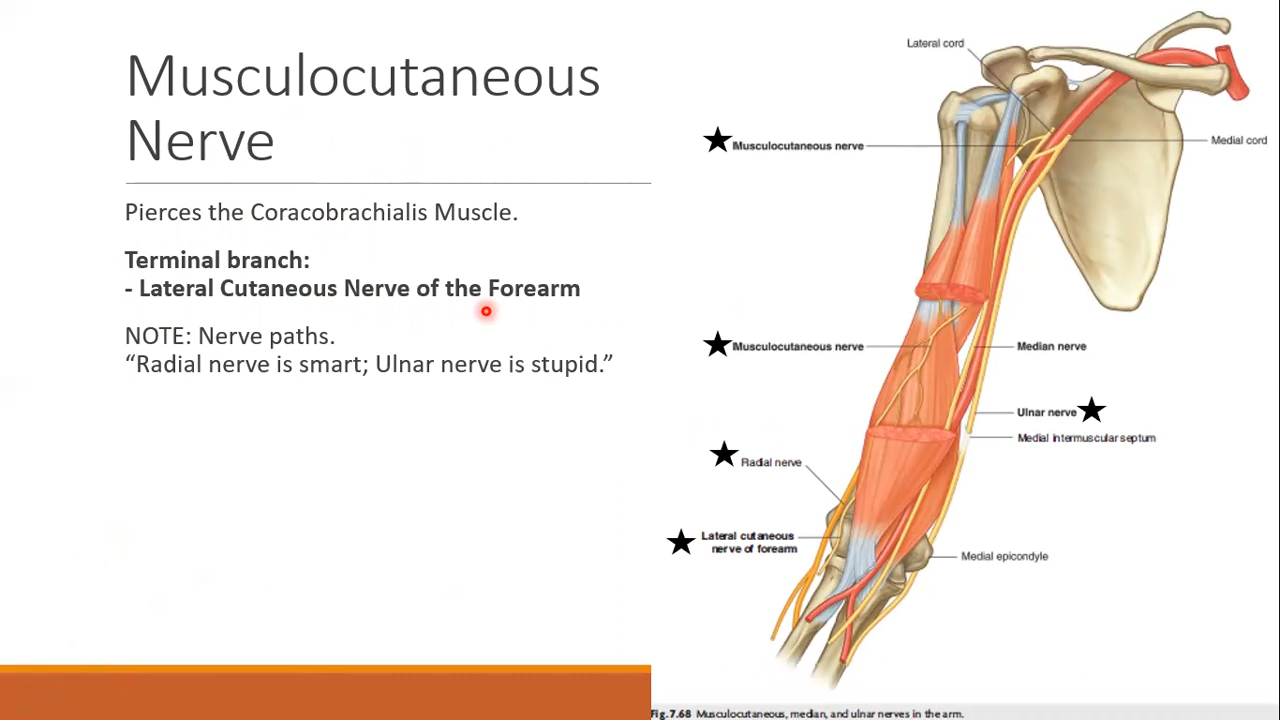 Musculocutaneous
Nerve
Pierces the Coracobrachialis Muscle.
Terminal branch:
- Lateral Cutaneous Nerve of the Forearm
NOTE: Nerve paths.
“Radial nerve is smart; Ulnar nerve is stupid.”
Lateral cord
Musculocutaneous nerve
Medial cord
Musculocutaneous nerve
Median nerve
Ulnar nerve
Medial intermuscular septum
Radial nerve
Lateral cutaneous
nerve of forearm
Medial epicondyle
Fig. 7.68 Musculocutaneous, median, and ulnar nerves in the arm.